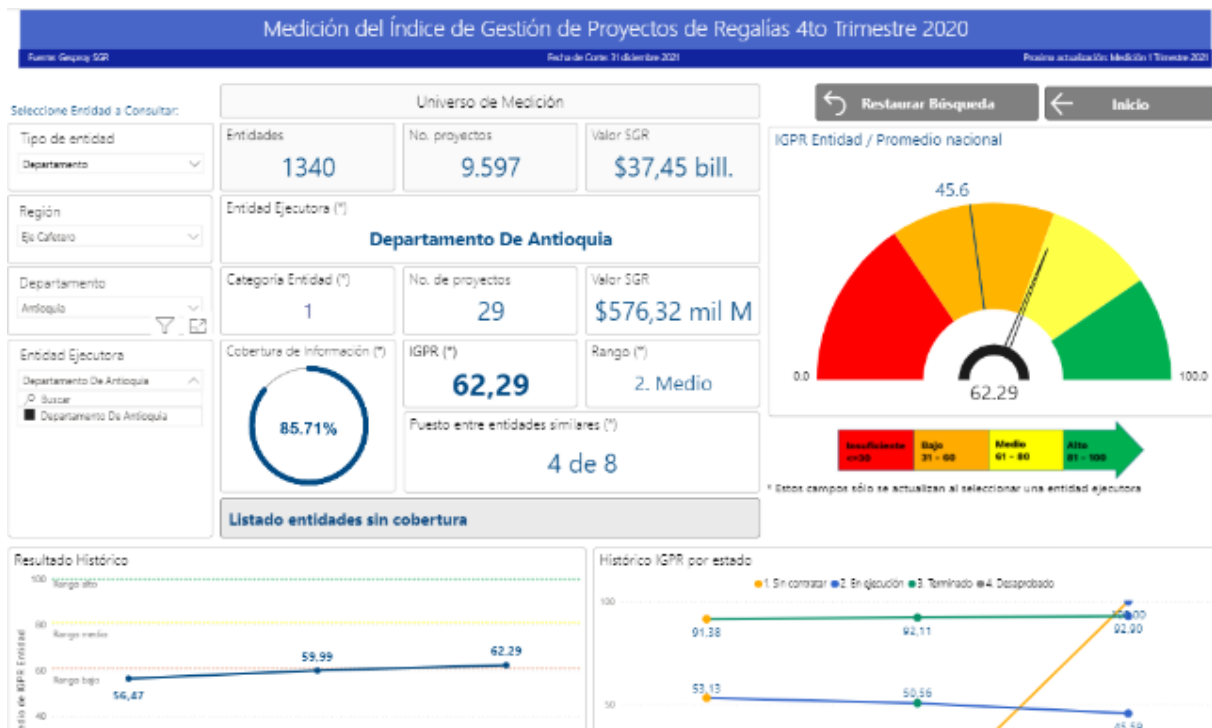 Medición del Índice de Gestión de Proyectos de Regalías 4to Trimestre 2020
Fuente: Gesproy SGR
Fecha de Corte: 31 diciembre 2021
Proxima actualización: Medición 1 Trimestre 2021
Seleccione Entidad a Consultar:
Universo de Medición
Restaurar Búsqueda
Inicio
Tipo de entidad
Departamento
Entidades
1340
No. proyectos
9.597
Valor SGR
$37,45 bill.
IGPR Entidad / Promedio nacional
45.6
0.0
100.0
62.29
Región
Eje Cafetero
Entidad Ejecutora (*)
Departamento De Antioquia
Departamento
Antioquia
Categoría Entidad (*)
1
No. de proyectos
29
Valor SGR
$576,32 mil M
Entidad Ejecutora
Departamento De Antioquia
Buscar
Departamento De Antioquia
Cobertura de Información (*)
85.71%
IGPR (*)
62,29
Rango (*)
2. Medio
Puesto entre entidades similares (*)
4 de 8
Insuficiente
<=30
Bajo
31 - 60
Medio
61 - 80
Alto
81 - 100
* Estos campos sólo se actualizan al seleccionar una entidad ejecutora
Listado entidades sin cobertura
Resultado Histórico
100
Rango alto
80
Rango medio
60
Rango bajo
40
56,47
59,99
62,29
Histórico IGPR por estado
1. Sin contratar 2. En ejecución 3. Terminado 4. Desaprobado
100
50
91,38
92,11
92,90
53,13
50,56
45,59